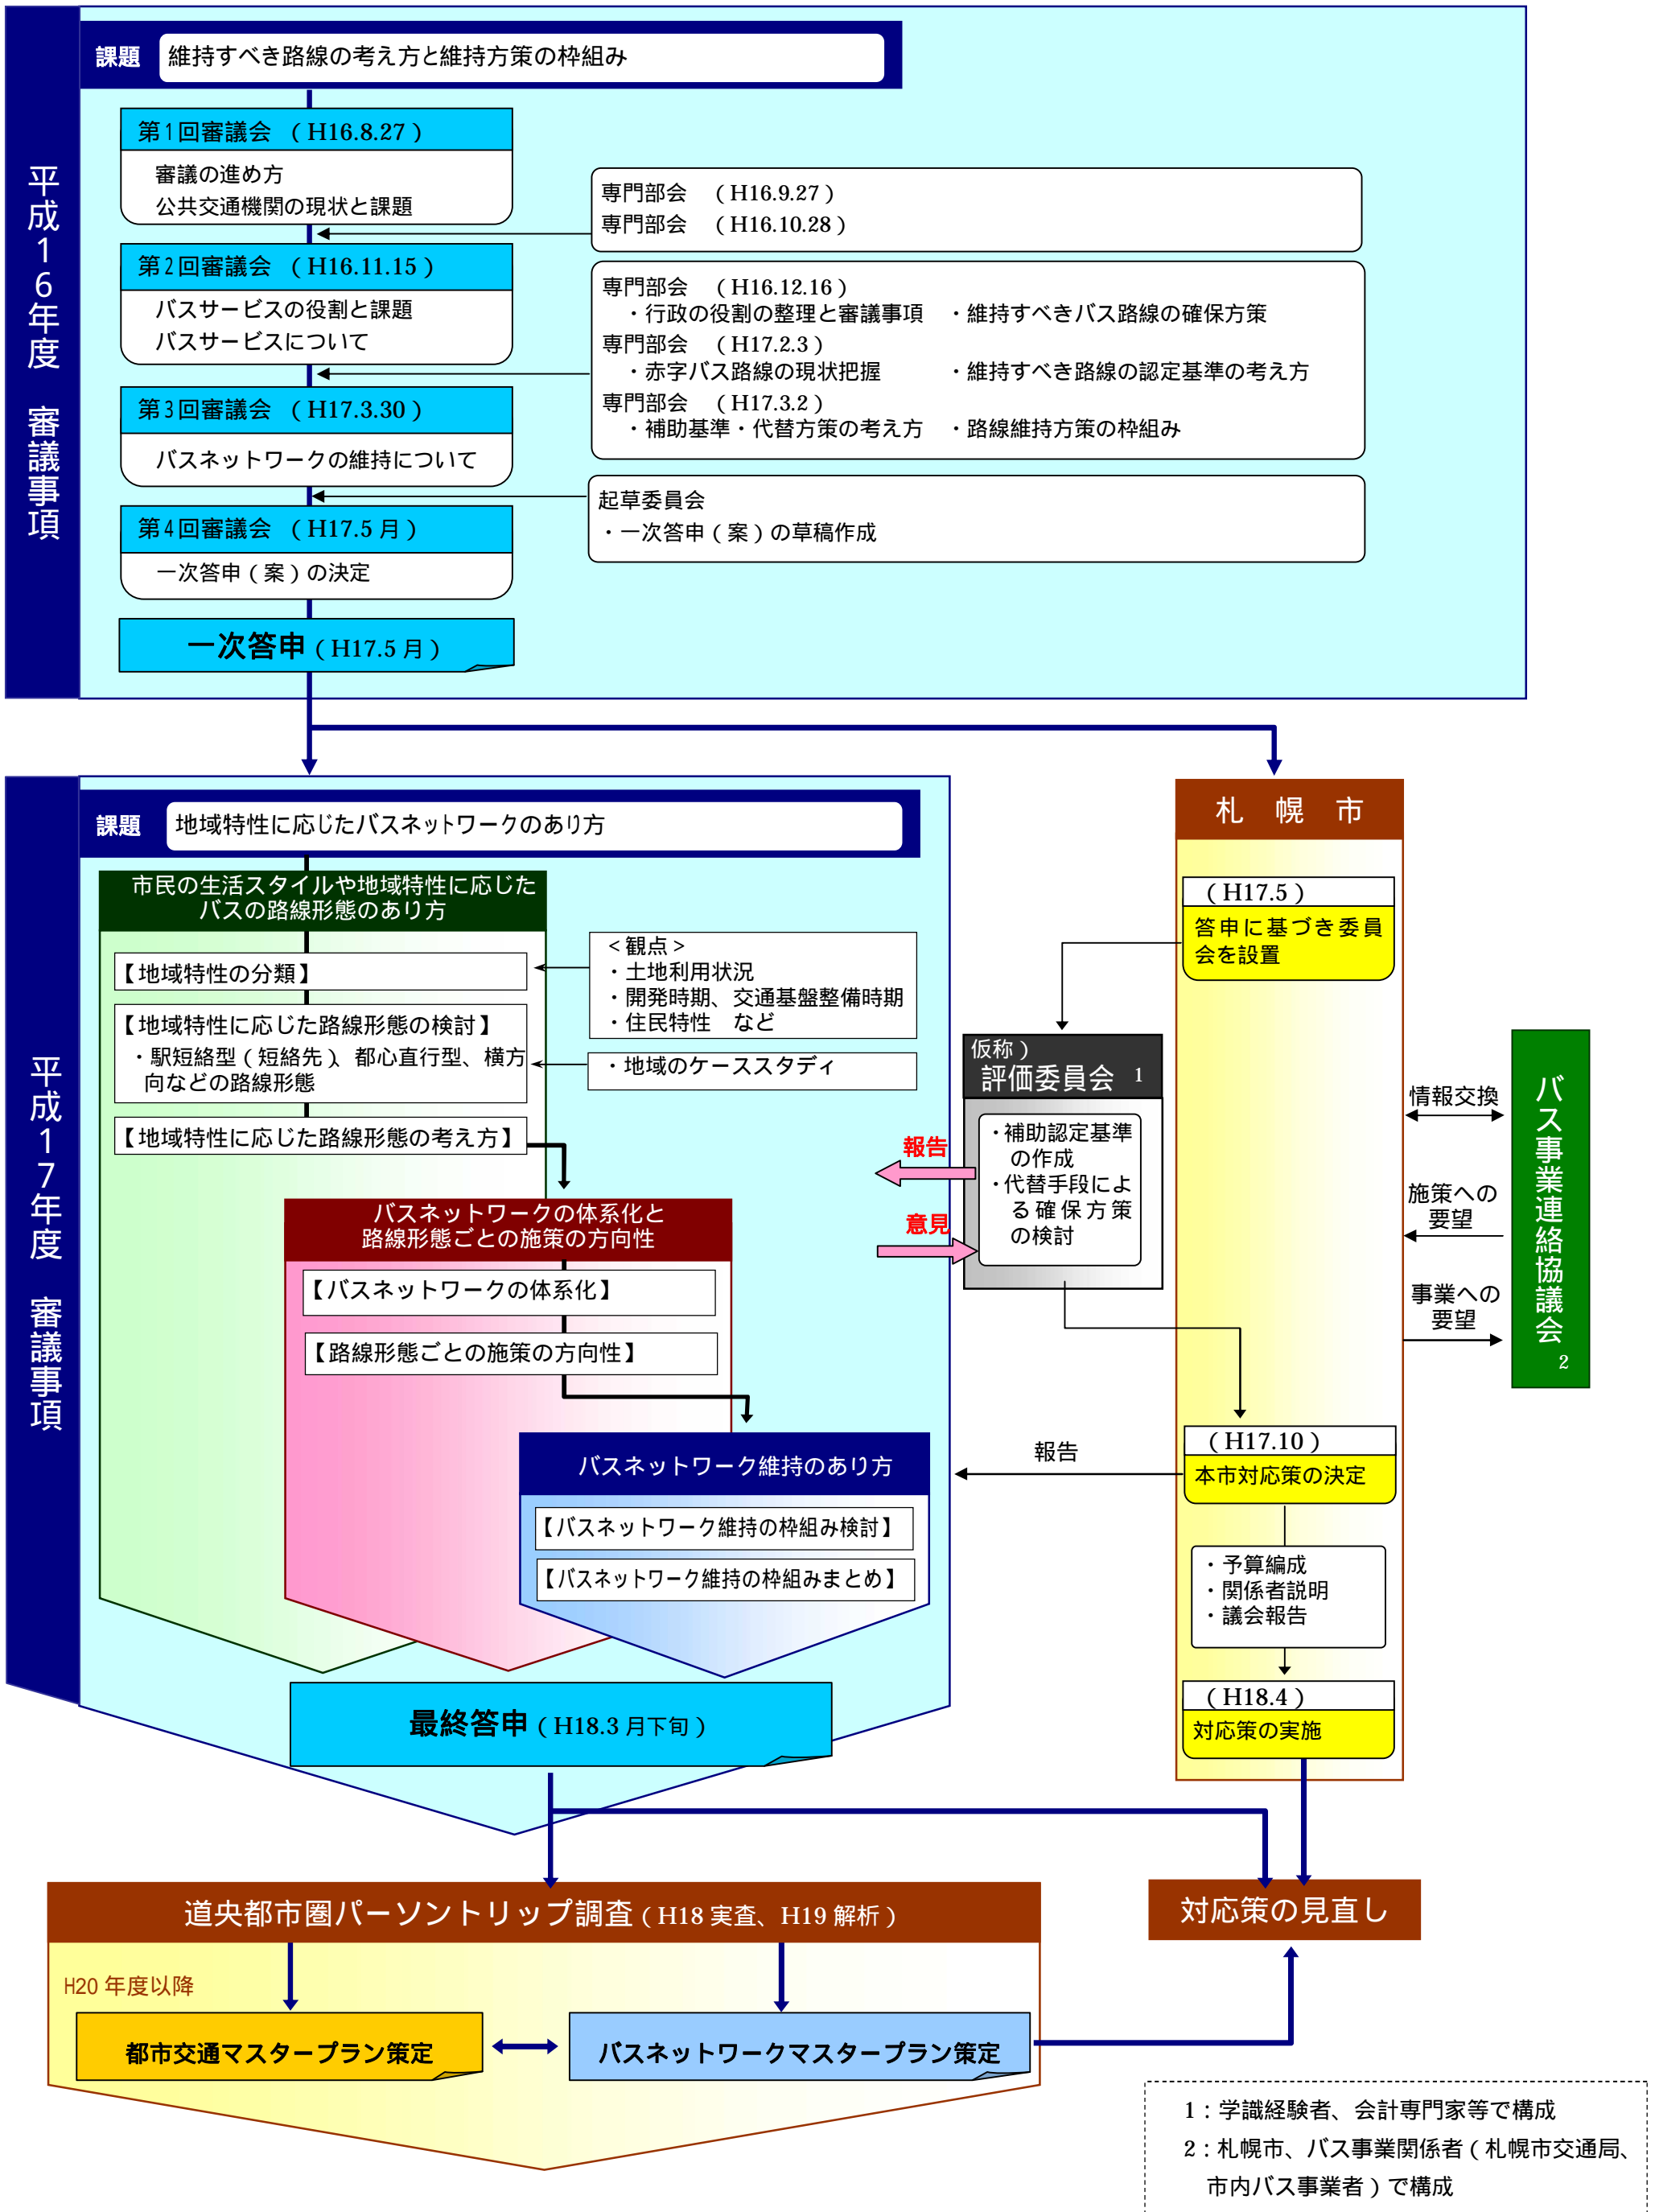 平成16年度 審議事項
課題 維持すべき路線の考え方と維持方策の枠組み
第1回審議会 (H16.8.27)
審議の進め方
公共交通機関の現状と課題
専門部会 (H16.9.27)
専門部会 (H16.10.28)
第2回審議会 (H16.11.15)
バスサービスの役割と課題
バスサービスについて
専門部会 (H16.12.16)
・行政の役割の整理と審議事項 ・維持すべきバス路線の確保方策
専門部会 (H17.2.3)
・赤字バス路線の現状把握 ・維持すべき路線の認定基準の考え方
専門部会 (H17.3.2)
・補助基準・代替方策の考え方 ・路線維持方策の枠組み
第3回審議会 (H17.3.30)
バスネットワークの維持について
起草委員会
・一次答申(案)の草稿作成
第4回審議会 (H17.5月)
一次答申(案)の決定
一次答申(H17.5月)
平成17年度 審議事項
課題 地域特性に応じたバスネットワークのあり方
市民の生活スタイルや地域特性に応じた
バスの路線形態のあり方
【地域特性の分類】
<観点>
・土地利用状況
・開発時期、交通基盤整備時期
・住民特性 など
【地域特性に応じた路線形態の検討】
・駅短絡型(短絡先)、都心直行型、横方
向などの路線形態
・地域のケーススタディ
【地域特性に応じた路線形態の考え方】
バスネットワークの体系化と
路線形態ごとの施策の方向性
【バスネットワークの体系化】
【路線形態ごとの施策の方向性】
バスネットワーク維持のあり方
【バスネットワーク維持の枠組み検討】
【バスネットワーク維持の枠組みまとめ】
最終答申(H18.3月下旬)
報告
意見
仮称)
評価委員会 1
・補助認定基準
の作成
・代替手段によ
る確保方策
の検討
報告
札幌市
(H17.5)
答申に基づき委員
会を設置
(H17.10)
本市対応策の決定
・予算編成
・関係者説明
・議会報告
(H18.4)
対応策の実施
情報交換
施策への
要望
事業への
要望
バス事業連絡協議会 2
道央都市圏パーソントリップ調査(H18実査、H19解析)
H20年度以降
都市交通マスタープラン策定
バスネットワークマスタープラン策定
対応策の見直し
1:学識経験者、会計専門家等で構成
2:札幌市、バス事業関係者(札幌市交通局、
市内バス事業者)で構成